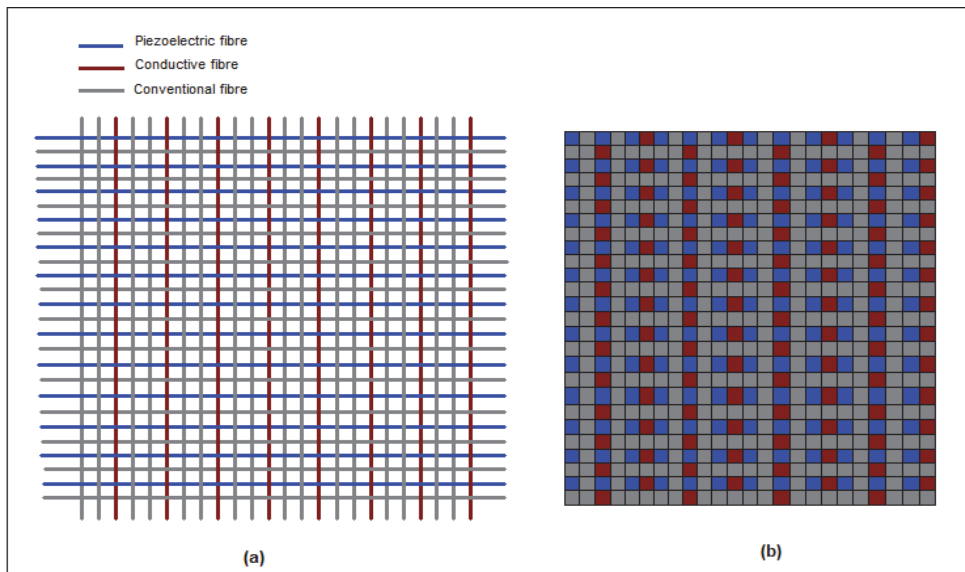 Piezoelectric fibre
Conductive fibre
Conventional fibre
(a)
(b)